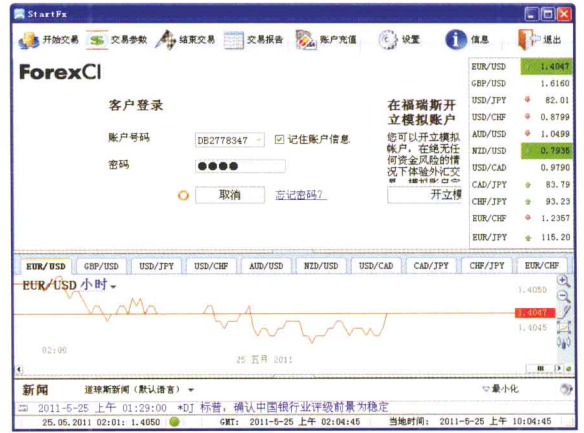 StartFx
开始交易 交易参数 结束交易 交易报告 账户充值 设置 信息 退出
ForexCl
客户登录
账户号码 DB2778347 记住账户信息
密码
取消 忘记密码?
在福瑞斯开
立模拟账户
您可以开立模拟
帐户，在绝无任
何资金风险的情
况下体验外汇交
开立模
EUR/USD 1.4047
GBP/USD 1.6160
USD/JPY 82.01
USD/CHF 0.8799
AUD/USD 1.0499
NZD/USD 0.7935
USD/CAD 0.9790
CAD/JPY 83.79
CHF/JPY 93.23
EUR/CHF 1.2357
EUR/JPY 115.20
EUR/USD GBP/USD USD/JPY USD/CHF AUD/USD NZD/USD USD/CAD CAD/JPY CHF/JPY EUR/CHF
EUR/USD 小时
1.4050
1.4047
1.4045
02:00
25 五月 2011
新闻 道琼斯新闻 (默认语言) 最小化
2011-5-25 上午 01:29:00 *DJ 标普，确认中国银行业评级前景为稳定
25.05.2011 02:01: 1.4050 GMT: 2011-5-25 上午 02:04:45 当地时间: 2011-5-25 上午 10:04:45